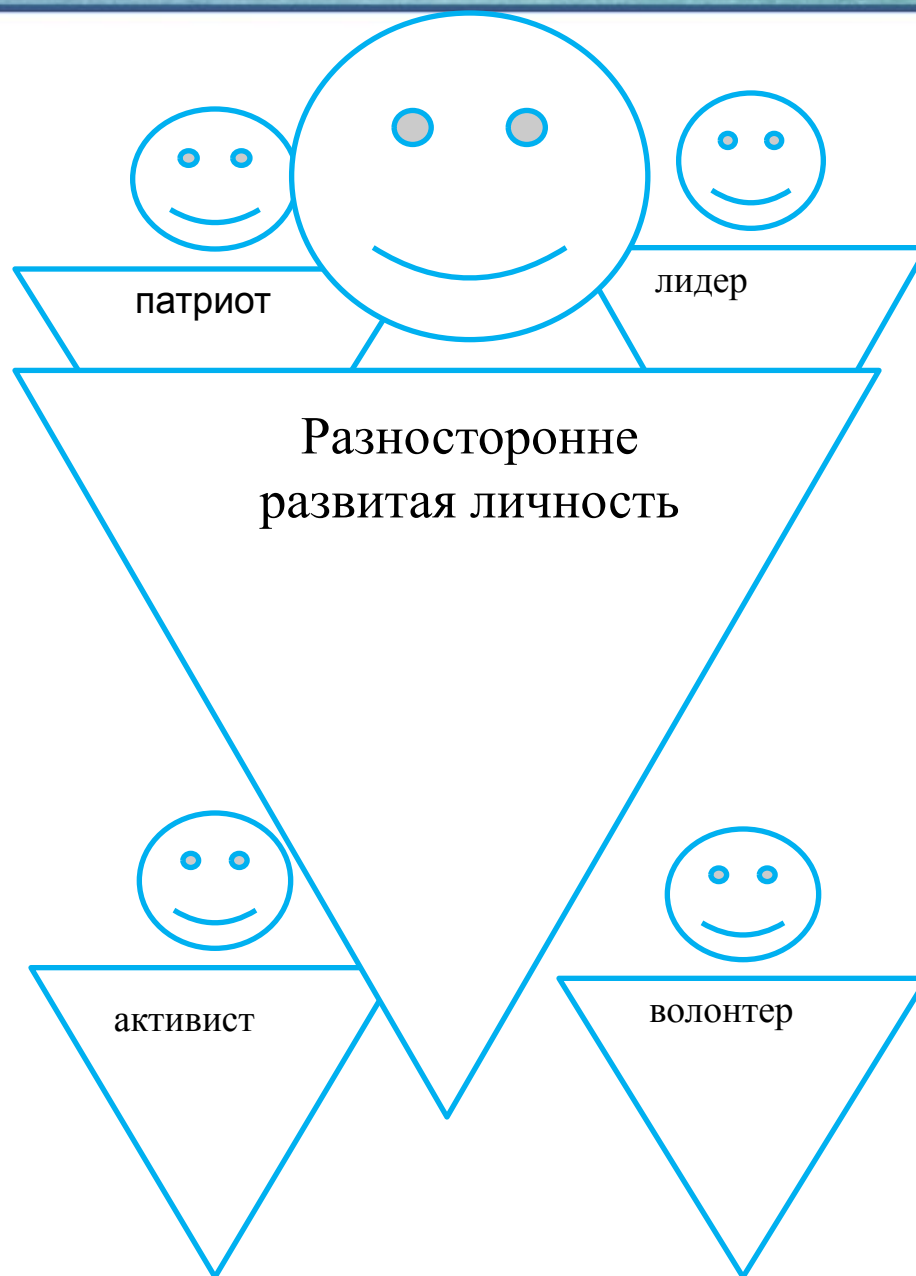 патриот
лидер
Разносторонне
развитая личность
активист
волонтер